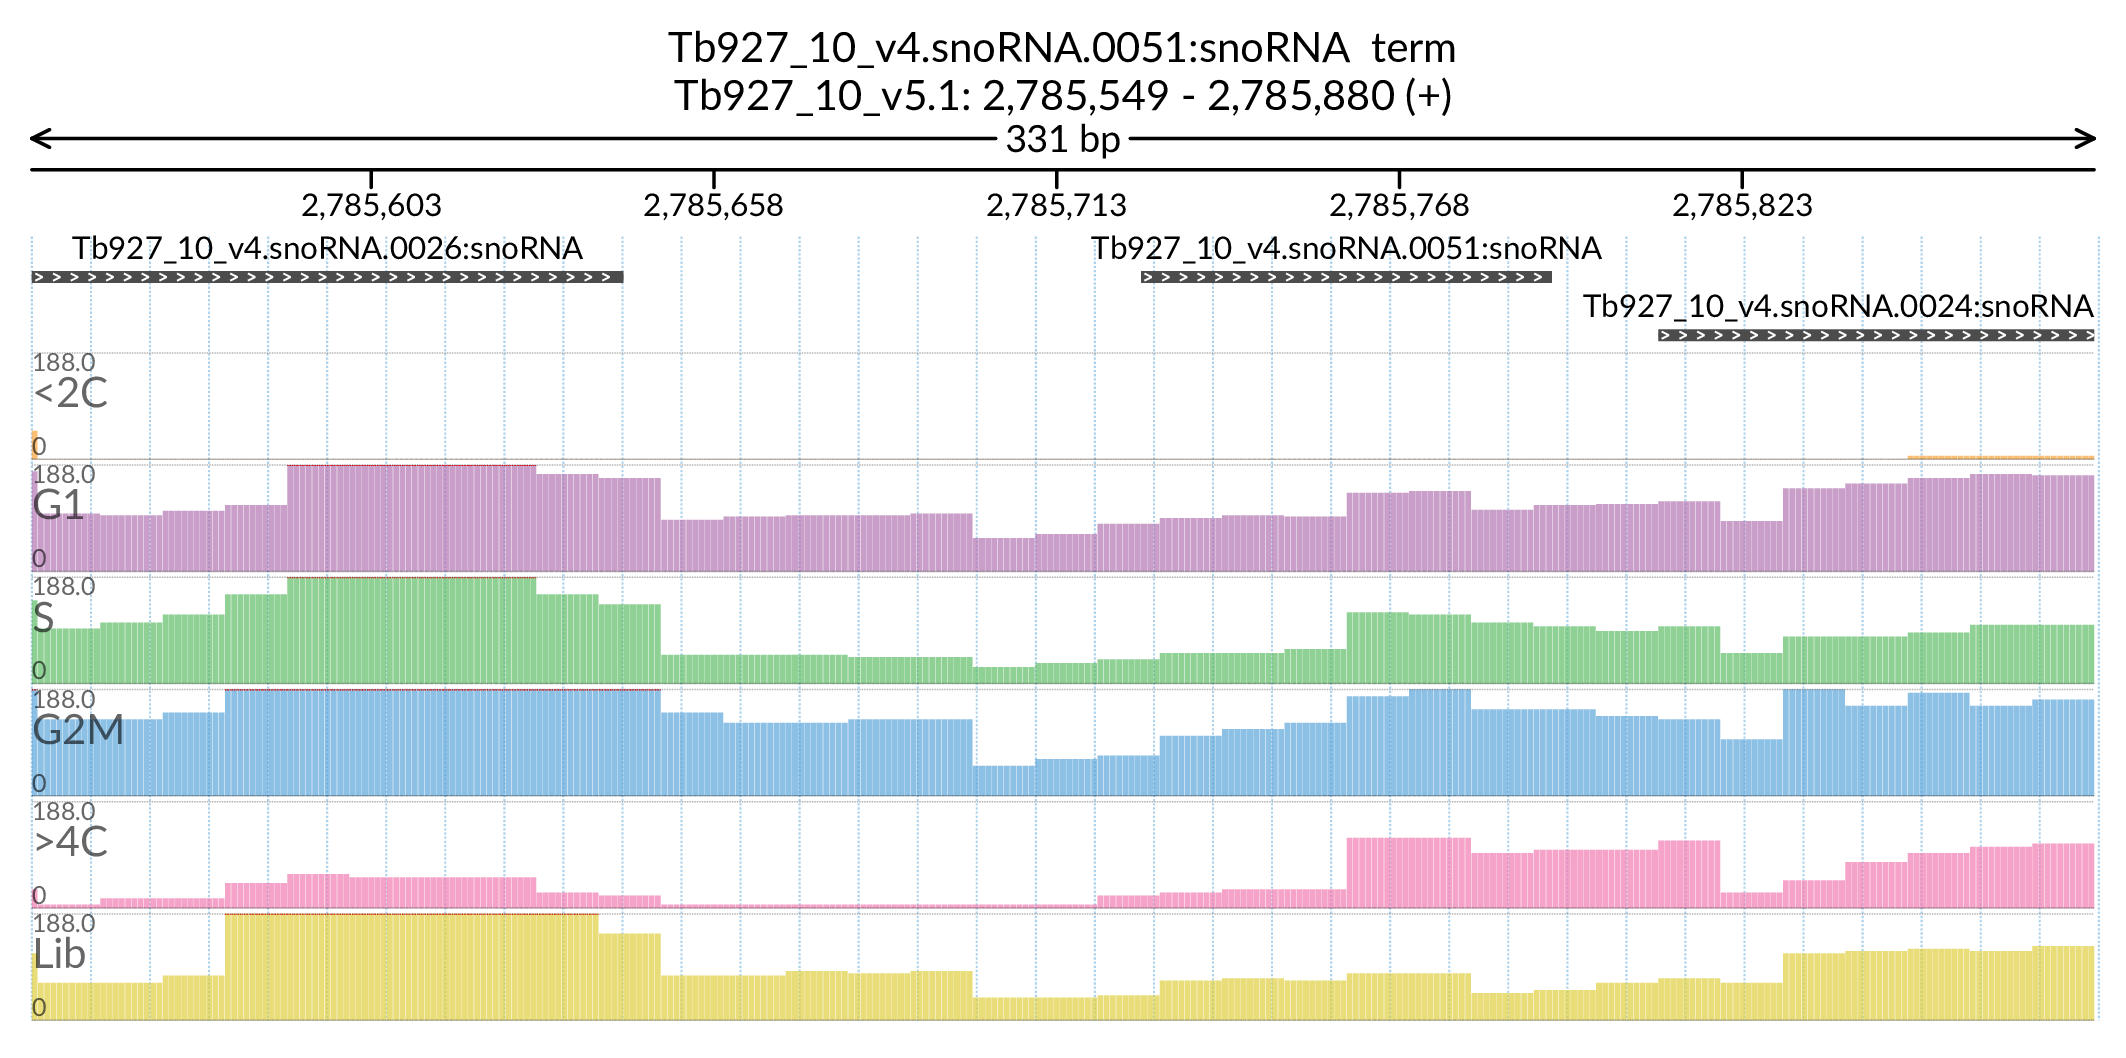 Tb927_10_v4.snoRNA.0051:snoRNA term
Tb927_10_v5.1: 2,785,549 - 2,785,880 (+)
331 bp
2,785,603 2,785,658 2,785,713 2,785,768 2,785,823
Tb927_10_v4.snoRNA.0026:snoRNA Tb927_10_v4.snoRNA.0051:snoRNA
Tb927_10_v4.snoRNA.0024:snoRNA
188.0
<2C
0
188.0
G1
0
188.0
S
0
188.0
G2M
0
188.0
>4C
0
188.0
Lib
0